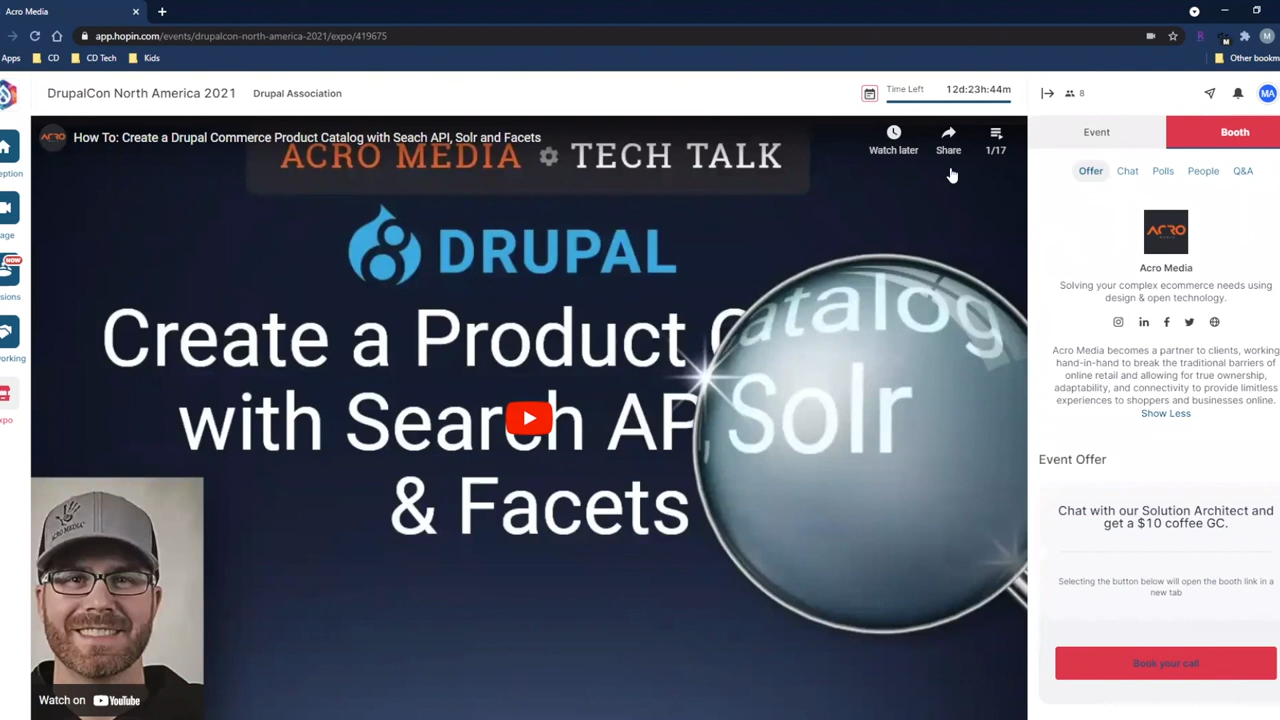 Acro Media
app.hopin.com/events/drupalcon-north-america-2021/expo/419675
Apps CD CD Tech Kids
DrupalCon North America 2021 Drupal Association
Time Left 12d:23h:44m
8
MA
How To: Create a Drupal Commerce Product Catalog with Seach API, Solr and Facets
Watch later Share 1/17
ACRO MEDIA TECH TALK
DRUPAL
Create a Product Catalog
with Search API, Solr
& Facets
ACRO MEDIA
Watch on YouTube
NOW
Event Booth
Offer Chat Polls People Q&A
ACRO
MEDIA
Acro Media
Solving your complex ecommerce needs using
design & open technology.
Acro Media becomes a partner to clients, working
hand-in-hand to break the traditional barriers of
online retail and allowing for true ownership,
adaptability, and connectivity to provide limitless
experiences to shoppers and businesses online.
Show Less
Event Offer
Chat with our Solution Architect and
get a $10 coffee GC.
Selecting the button below will open the booth link in a
new tab
Book your call